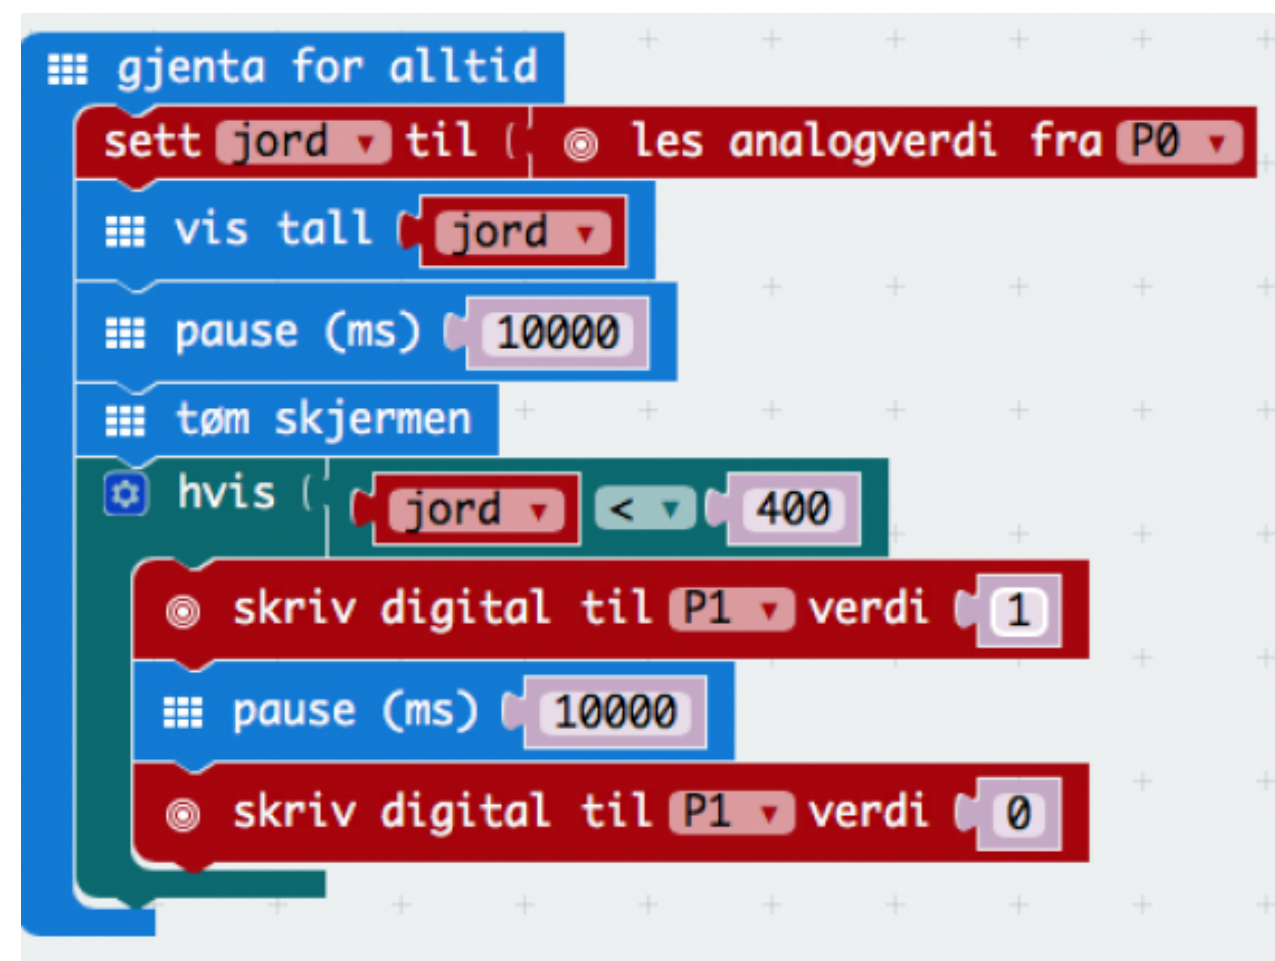 gjenta for alltid
sett jord til les analogverdi fra P0
vis tall jord
pause (ms) 10000
tøm skjermen
hvis jord < 400
skriv digital til P1 verdi 1
pause (ms) 10000
skriv digital til P1 verdi 0